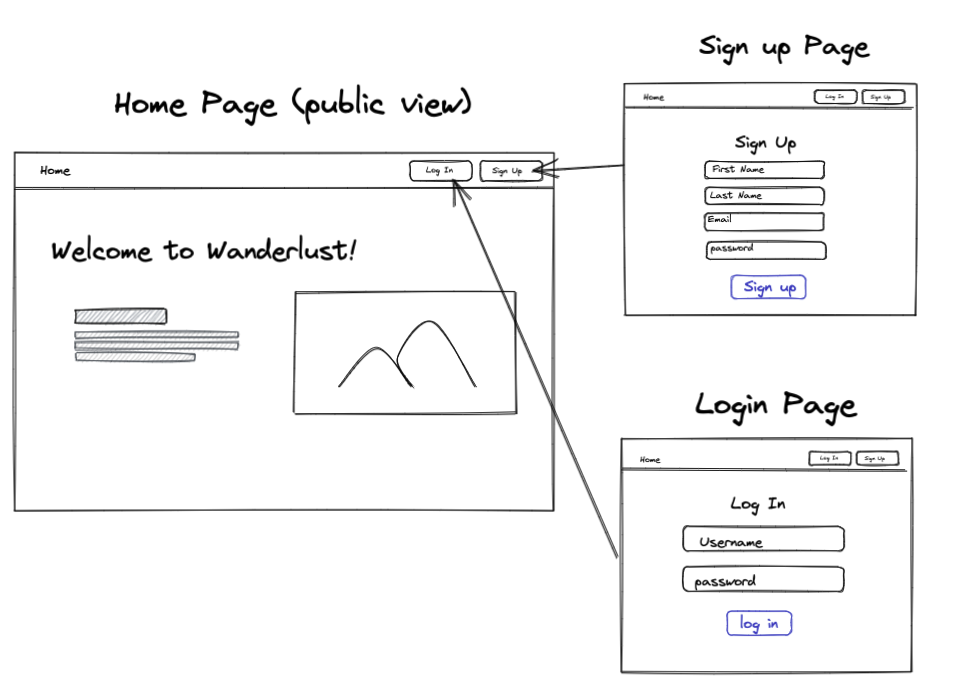 Home Page (public view)
Home
Log In
Sign Up
Welcome to Wanderlust!
Sign up Page
Home
Log In
Sign Up
Sign Up
First Name
Last Name
Email
password
Sign up
Login Page
Home
Log In
Sign Up
Log In
Username
password
log in